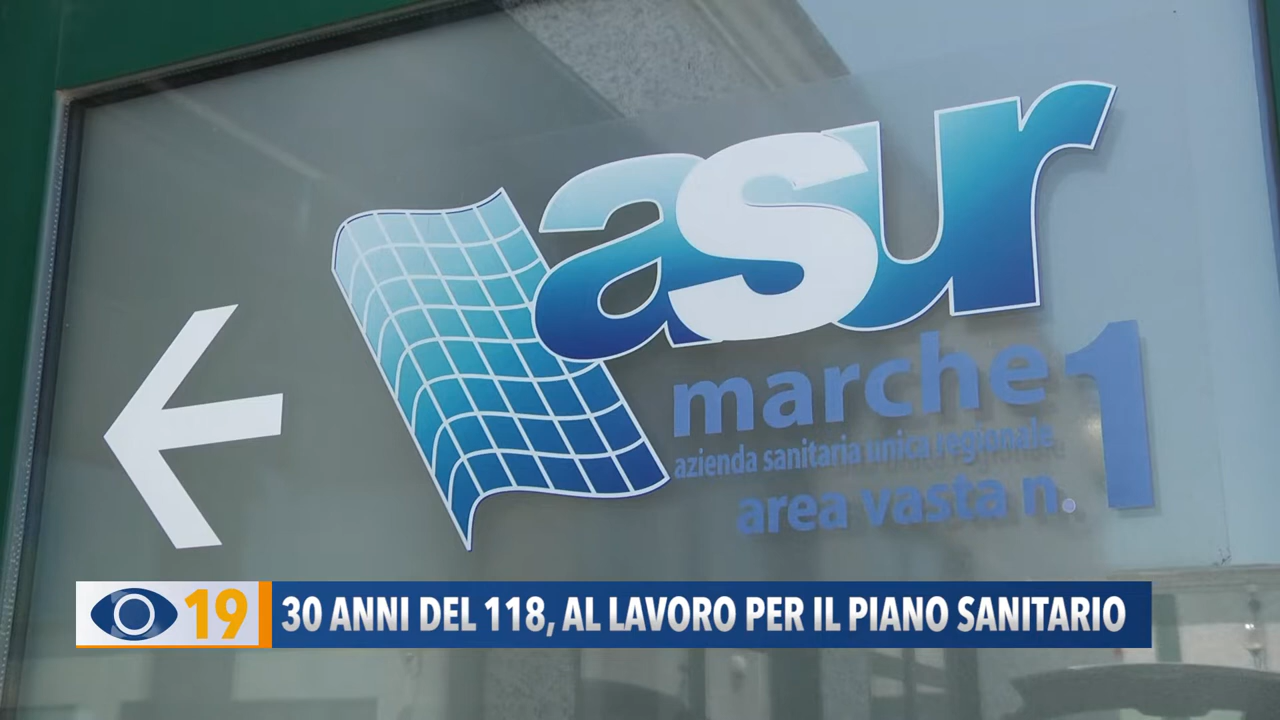 asur
marche 1
azienda sanitaria unica regionale
area vasta n.
19
30 ANNI DEL 118, AL LAVORO PER IL PIANO SANITARIO